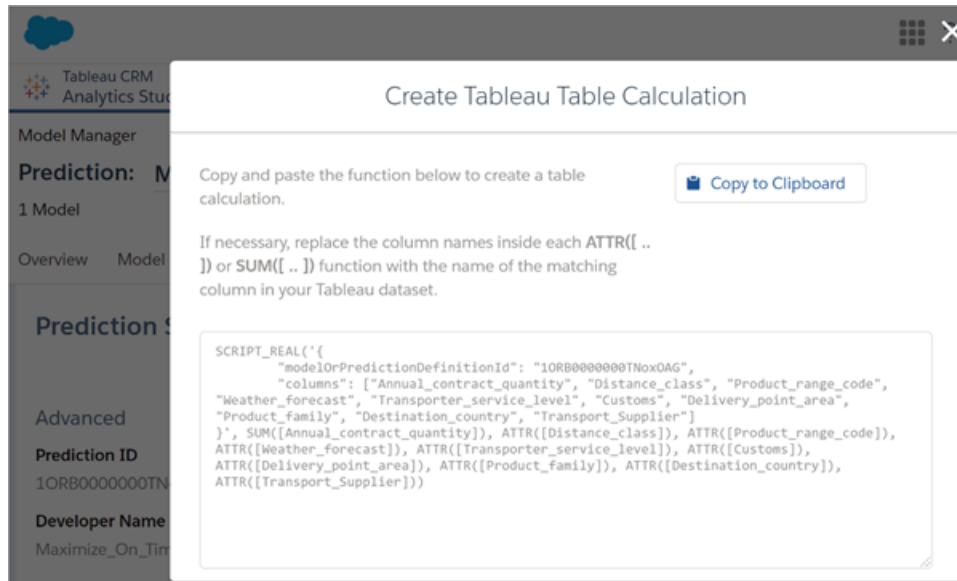 Tableau CRM
Analytics Stud
Create Tableau Table Calculation
Model Manager
Prediction: M
1 Model
Overview Model
Copy and paste the function below to create a table
calculation.
Copy to Clipboard
If necessary, replace the column names inside each ATTR([ ..
]) or SUM([ .. ]) function with the name of the matching
column in your Tableau dataset.
Prediction S
SCRIPT_REAL('{
"modelOrPredictionDefinitionId": "1ORB0000000TNoxOAG",
"columns": ["Annual_contract_quantity", "Distance_class", "Product_range_code",
"Weather_forecast", "Transporter_service_level", "Customs", "Delivery_point_area",
"Product_family", "Destination_country", "Transport_Supplier"]
}', SUM([Annual_contract_quantity]), ATTR([Distance_class]), ATTR([Product_range_code]),
ATTR([Weather_forecast]), ATTR([Transporter_service_level]), ATTR([Customs]),
ATTR([Delivery_point_area]), ATTR([Product_family]), ATTR([Destination_country]),
ATTR([Transport_Supplier]))
Advanced
Prediction ID
1ORB0000000TN
Developer Name
Maximize_On_Tim